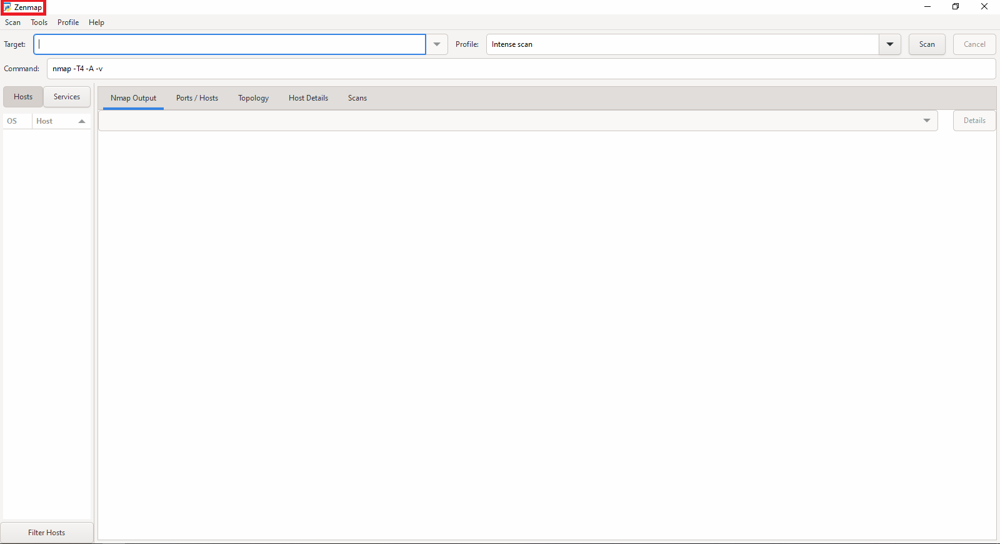 Zenmap
Scan Tools Profile Help
Target: Profile: Intense scan Scan Cancel
Command: nmap -T4 -A -v
Hosts Services Nmap Output Ports / Hosts Topology Host Details Scans
OS Host Details
Filter Hosts